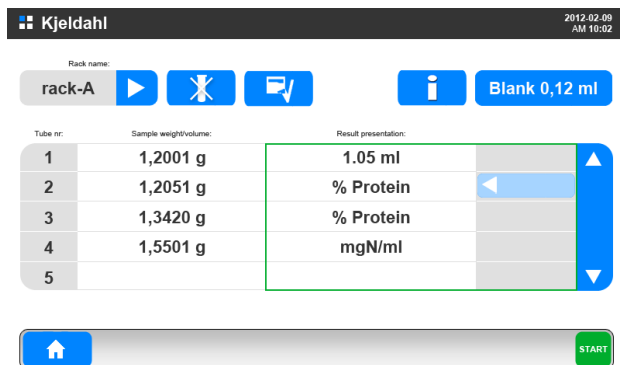 Kjeldahl
2012-02-09
AM 10:02
Rack name:
rack-A
Blank 0,12 ml
Tube nr: Sample weight/volume: Result presentation:
1 1,2001 g 1.05 ml
2 1,2051 g % Protein
3 1,3420 g % Protein
4 1,5501 g mgN/ml
5
START